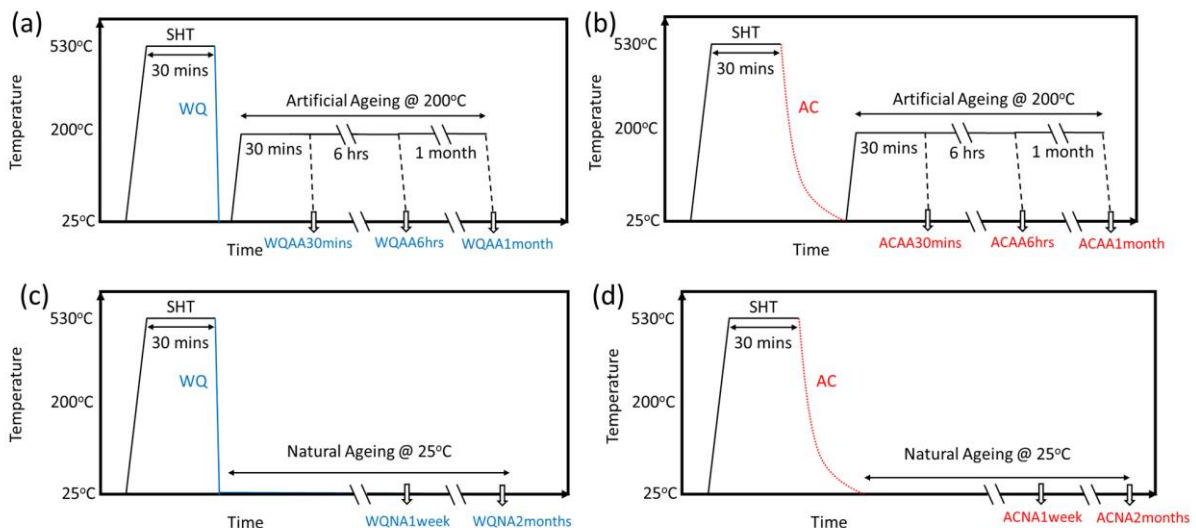 (a)
Temperature
530°C
200°C
25°C
SHT
30 mins
WQ
Artificial Ageing @ 200°C
30 mins
6 hrs
1 month
Time
WQAA30mins
WQAA6hrs
WQAA1month
(b)
Temperature
530°C
200°C
25°C
SHT
30 mins
AC
Artificial Ageing @ 200°C
30 mins
6 hrs
1 month
Time
ACAA30mins
ACAA6hrs
ACAA1month
(c)
Temperature
530°C
200°C
25°C
SHT
30 mins
WQ
Natural Ageing @ 25°C
Time
WQNA1week
WQNA2months
(d)
Temperature
530°C
200°C
25°C
SHT
30 mins
AC
Natural Ageing @ 25°C
Time
ACNA1week
ACNA2months